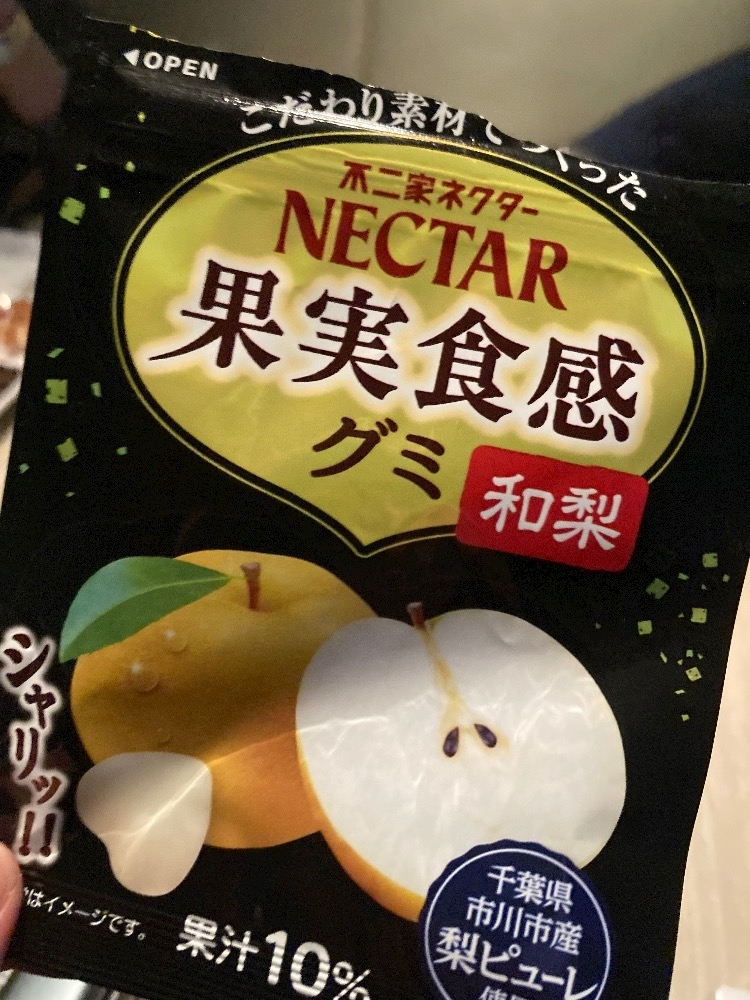 ◀OPEN
こだわり素材でつくった
不二家ネクター
NECTAR
果実食感
グミ
和梨
シャリッ!!
はイメージです。
果汁10%
千葉県
市川市産
梨ピューレ